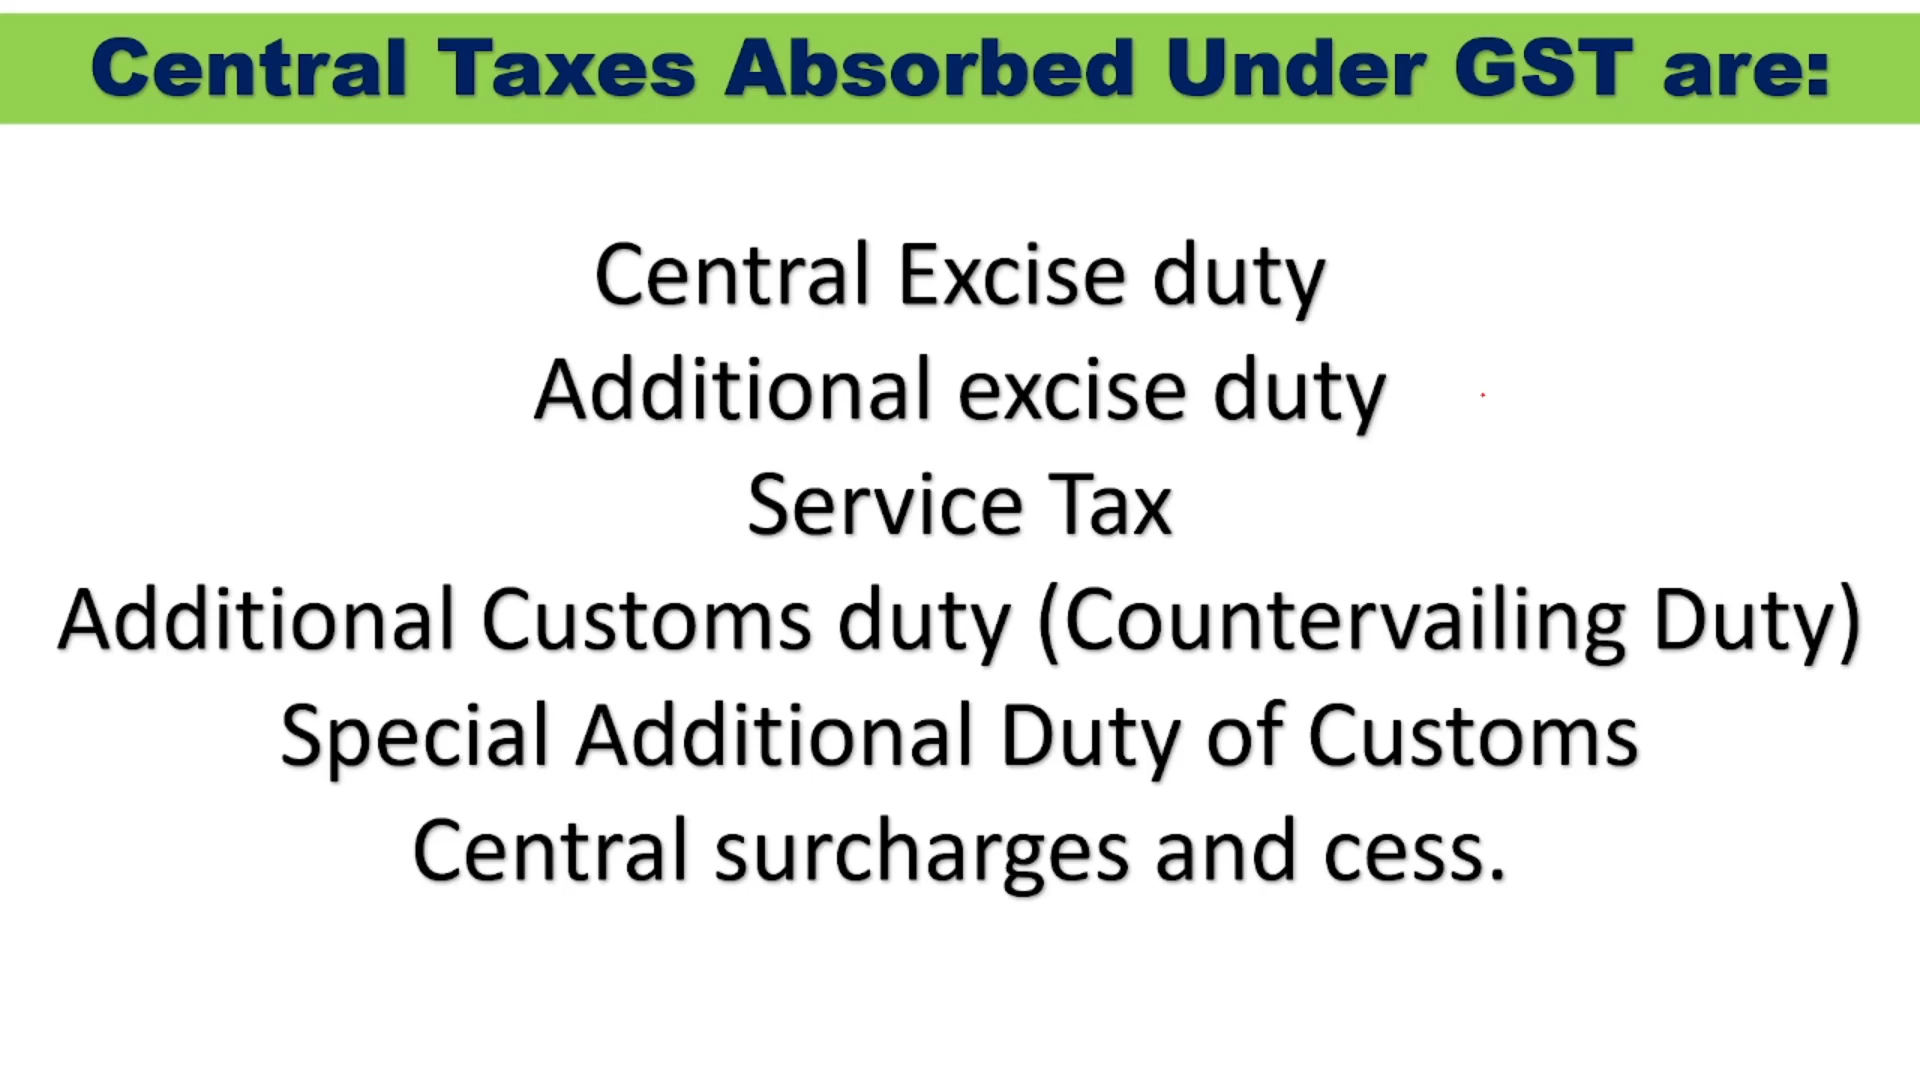 Central Taxes Absorbed Under GST are:
Central Excise duty
Additional excise duty
Service Tax
Additional Customs duty (Countervailing Duty)
Special Additional Duty of Customs
Central surcharges and cess.